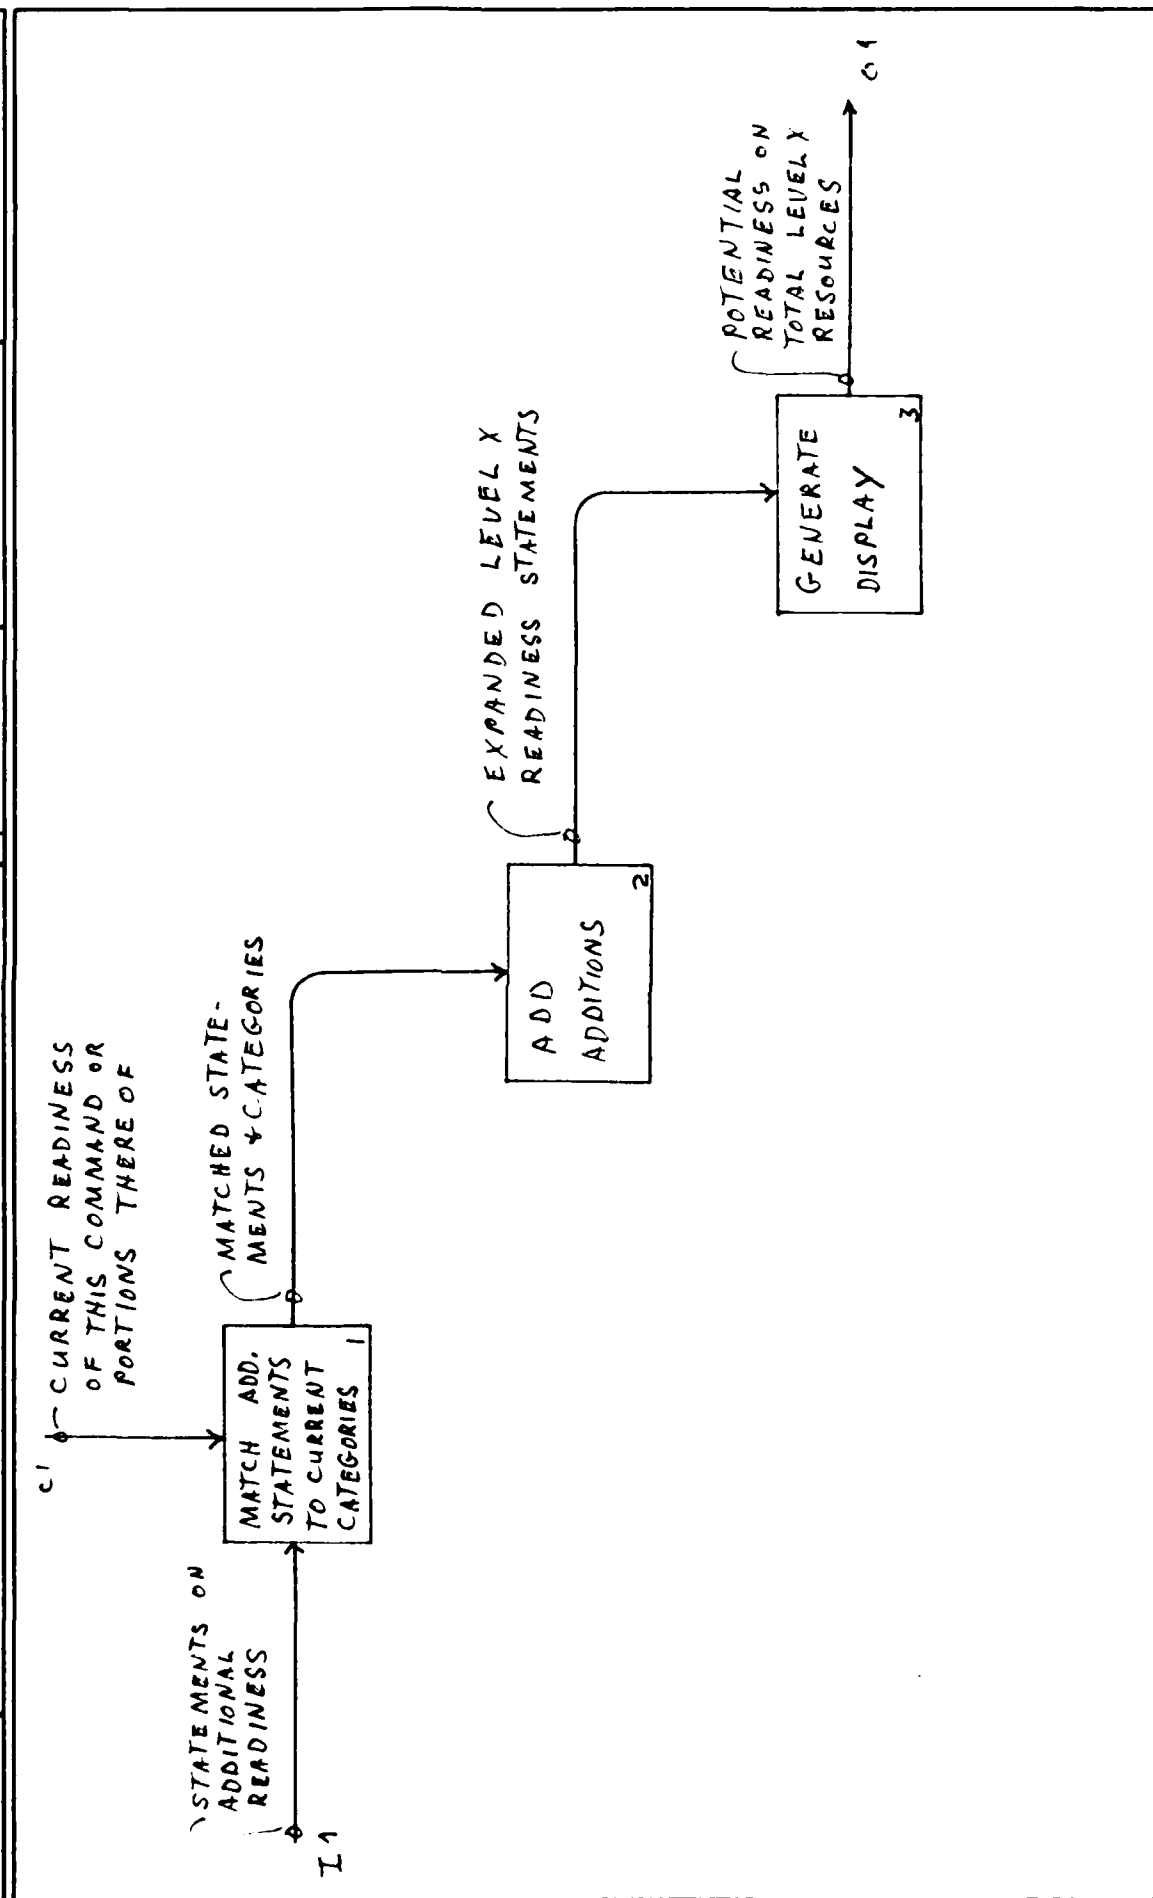 C1
CURRENT READINESS
OF THIS COMMAND OR
PORTIONS THERE OF
STATEMENTS ON
ADDITIONAL
READINESS
I1
MATCH ADD.
STATEMENTS
TO CURRENT
CATEGORIES
1
MATCHED STATE-
MENTS & CATEGORIES
ADD
ADDITIONS
2
EXPANDED LEVEL X
READINESS STATEMENTS
GENERATE
DISPLAY
3
POTENTIAL
READINESS ON
TOTAL LEVEL X
RESOURCES
O1